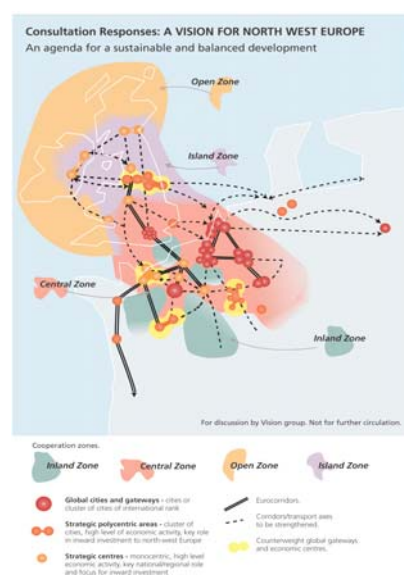 Consultation Responses: A VISION FOR NORTH WEST EUROPE
An agenda for a sustainable and balanced development
Open Zone
Island Zone
Central Zone
Inland Zone
For discussion by Vision group. Not for further circulation.
Cooperation zones.
Inland Zone
Central Zone
Open Zone
Island Zone
Global cities and gateways - cities or
cluster of cities of international rank
Strategic polycentric areas - cluster of
cities, high level of economic activity, key role
in inward investment to north-west Europe
Strategic centres - monocentric, high level
economic activity, key national/regional role
and focus for inward investment
Eurocorridors.
Corridors/transport axes
to be strengthened.
Counterweight global gateways
and economic centres.